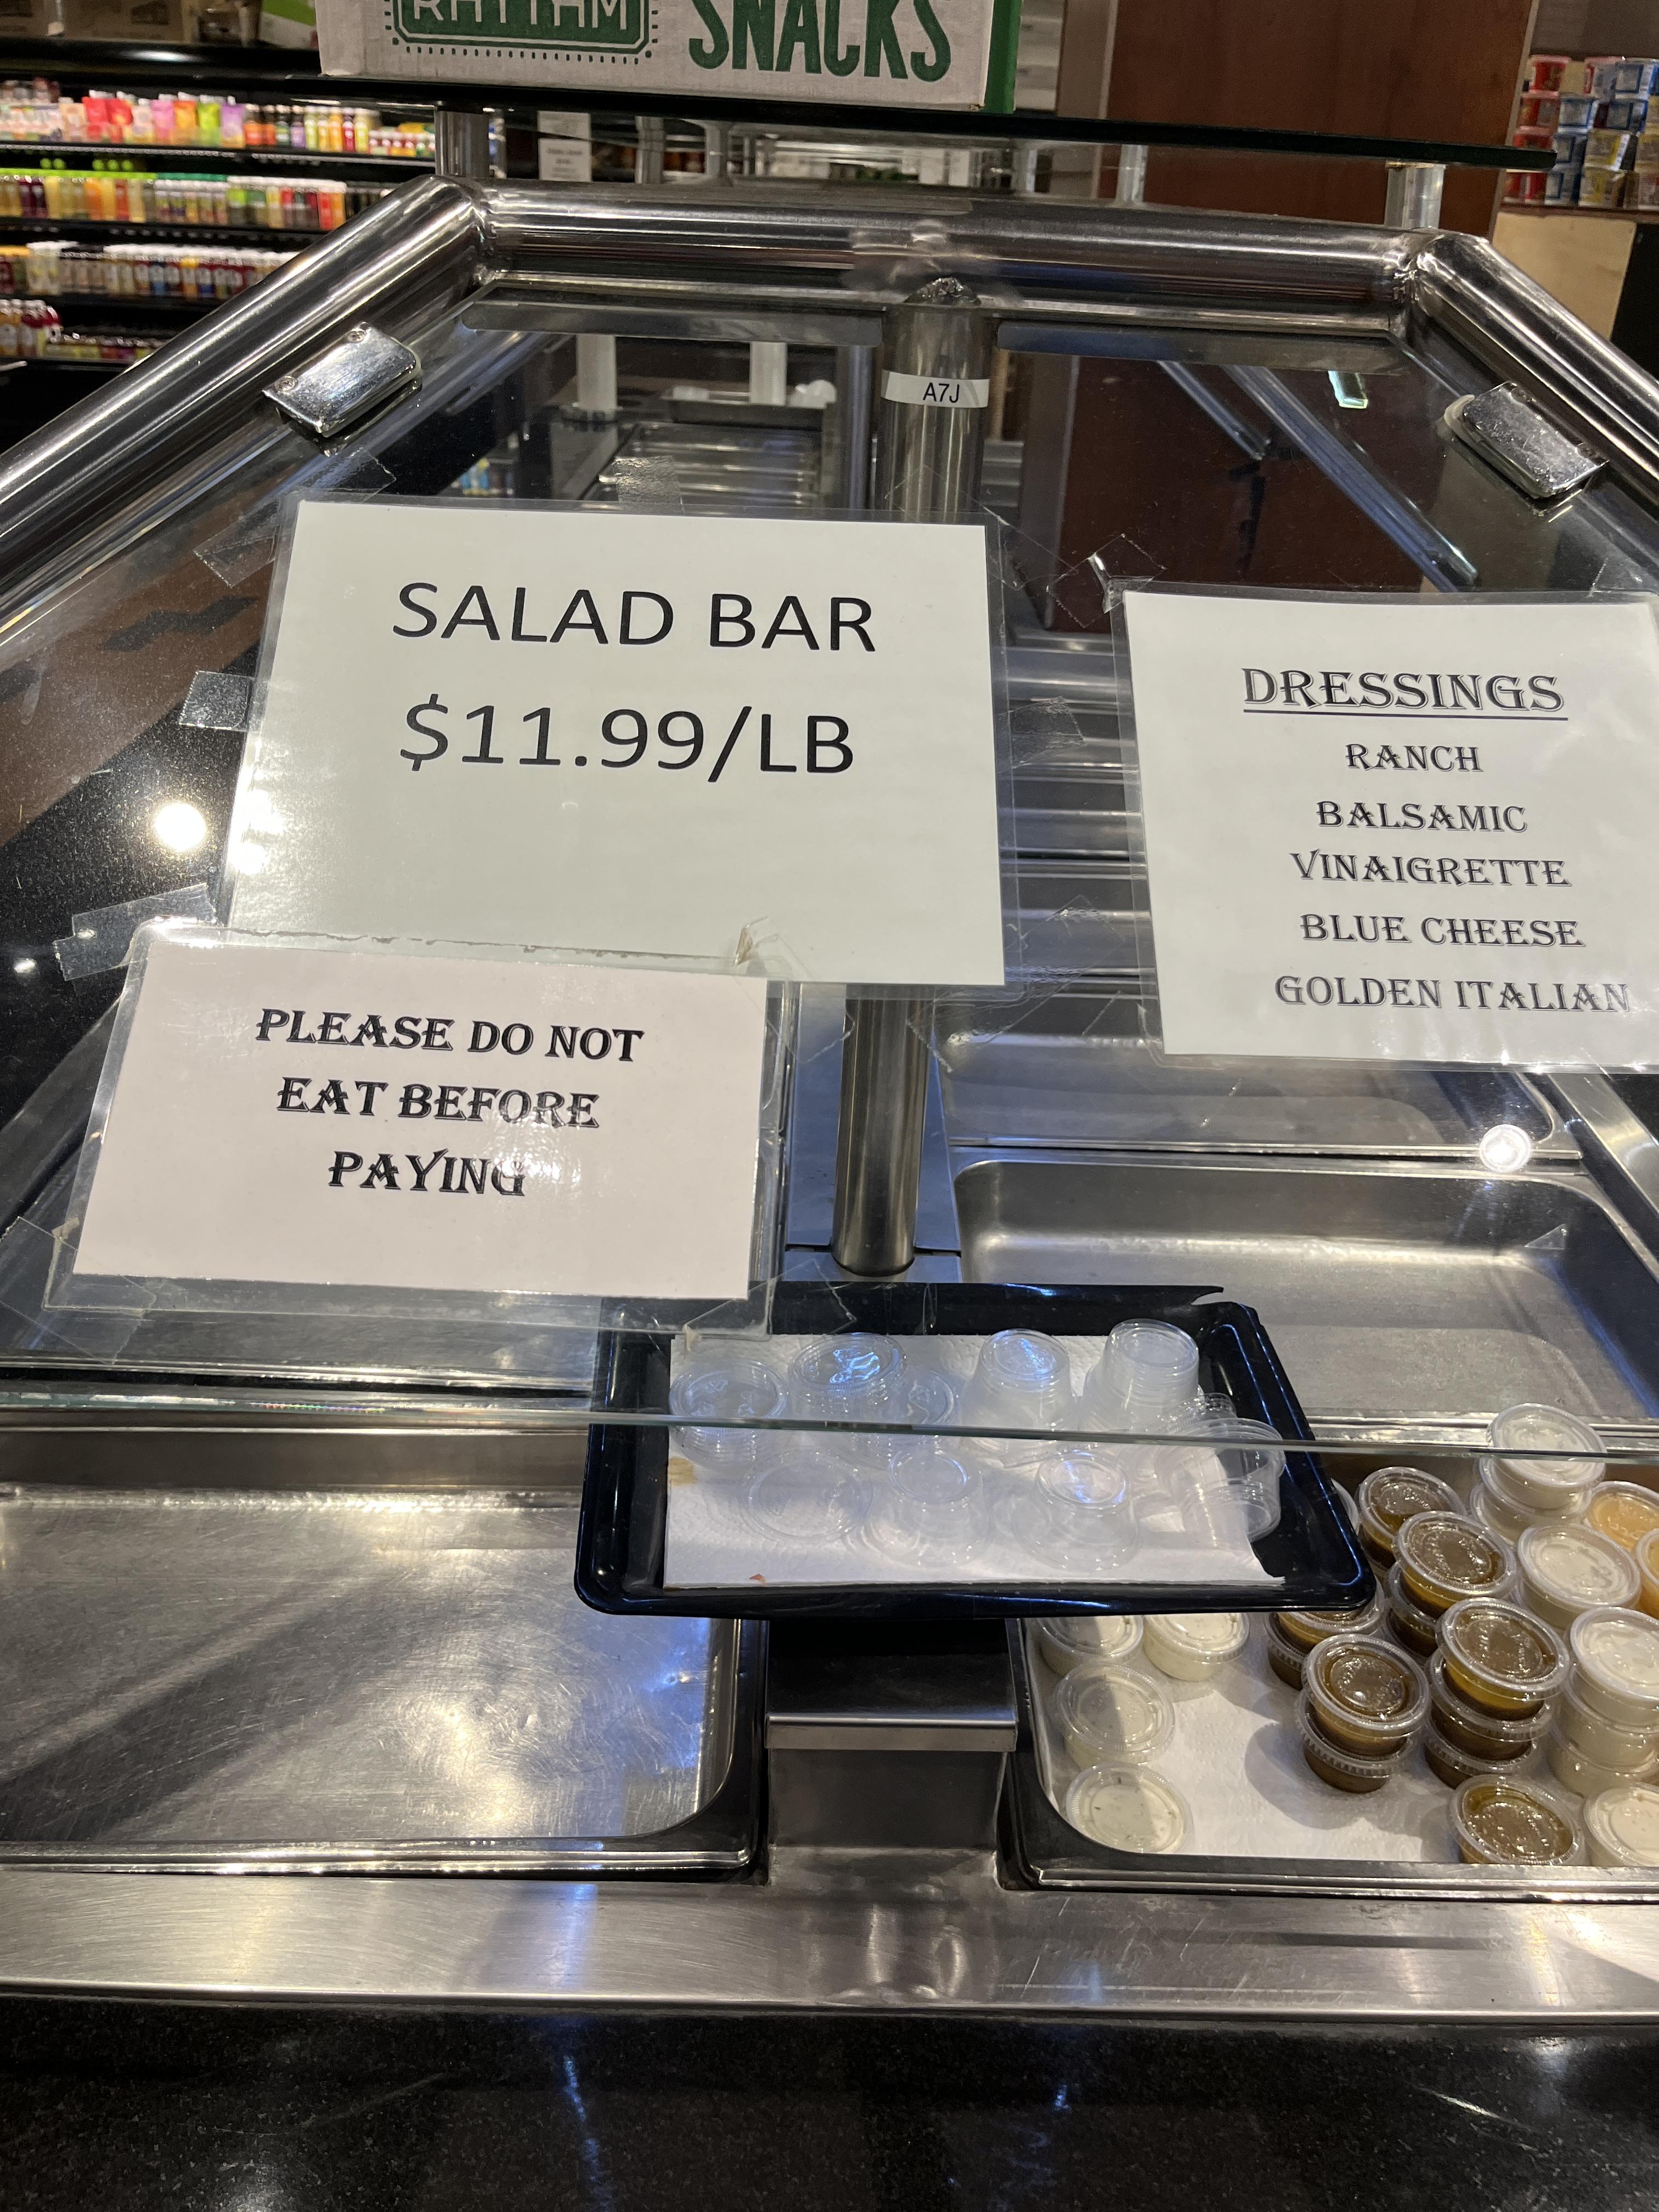 RHYTHM
SNACKS
A7J
SALAD BAR
$11.99/LB
DRESSINGS
RANCH
BALSAMIC
VINAIGRETTE
BLUE CHEESE
GOLDEN ITALIAN
PLEASE DO NOT
EAT BEFORE
PAYING